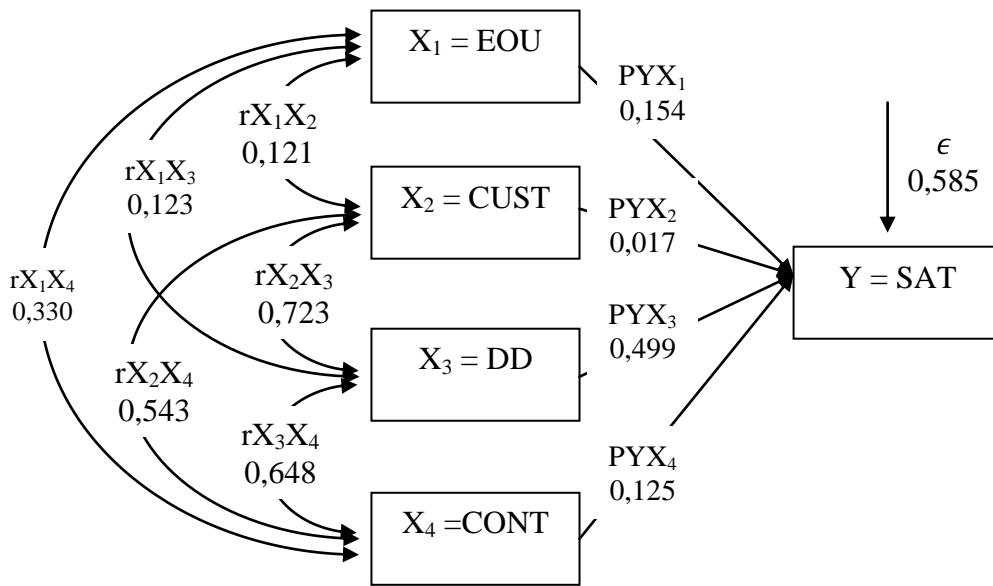 X₁ = EOU
PYX₁
0,154
rX₁X₂
0,121
ϵ
0,585
rX₁X₃
0,123
X₂ = CUST
PYX₂
0,017
rX₁X₄
0,330
rX₂X₃
0,723
Y = SAT
PYX₃
0,499
X₃ = DD
rX₂X₄
0,543
rX₃X₄
0,648
PYX₄
0,125
X₄ =CONT